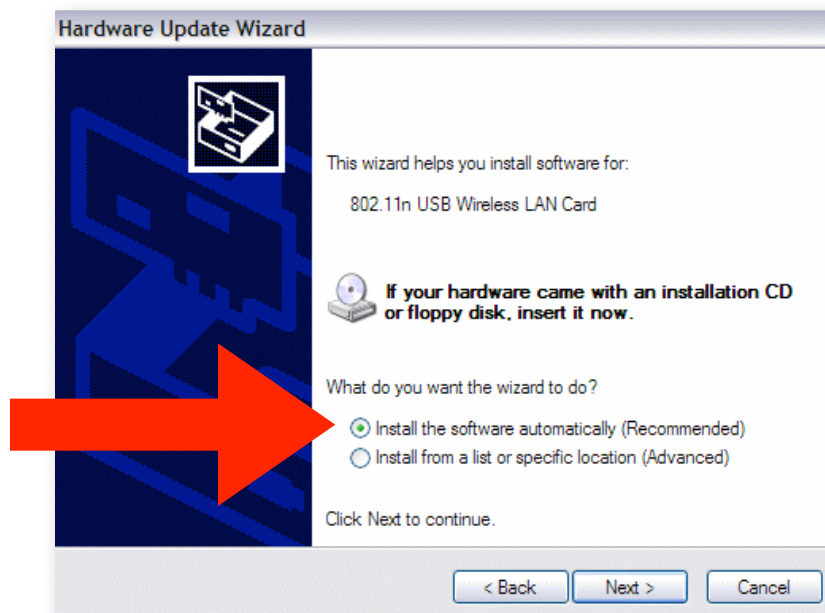 Hardware Update Wizard
This wizard helps you install software for:
802.11n USB Wireless LAN Card
If your hardware came with an installation CD
or floppy disk, insert it now.
What do you want the wizard to do?
Install the software automatically (Recommended)
Install from a list or specific location (Advanced)
Click Next to continue.
< Back Next > Cancel